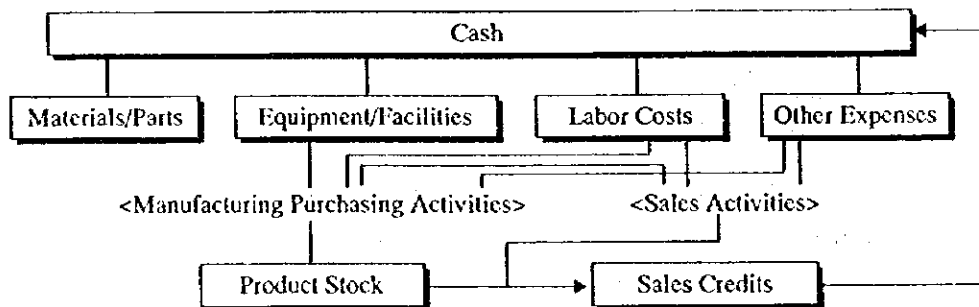 Cash
Materials/Parts
Equipment/Facilities
Labor Costs
Other Expenses
<Manufacturing Purchasing Activities>
<Sales Activities>
Product Stock
Sales Credits